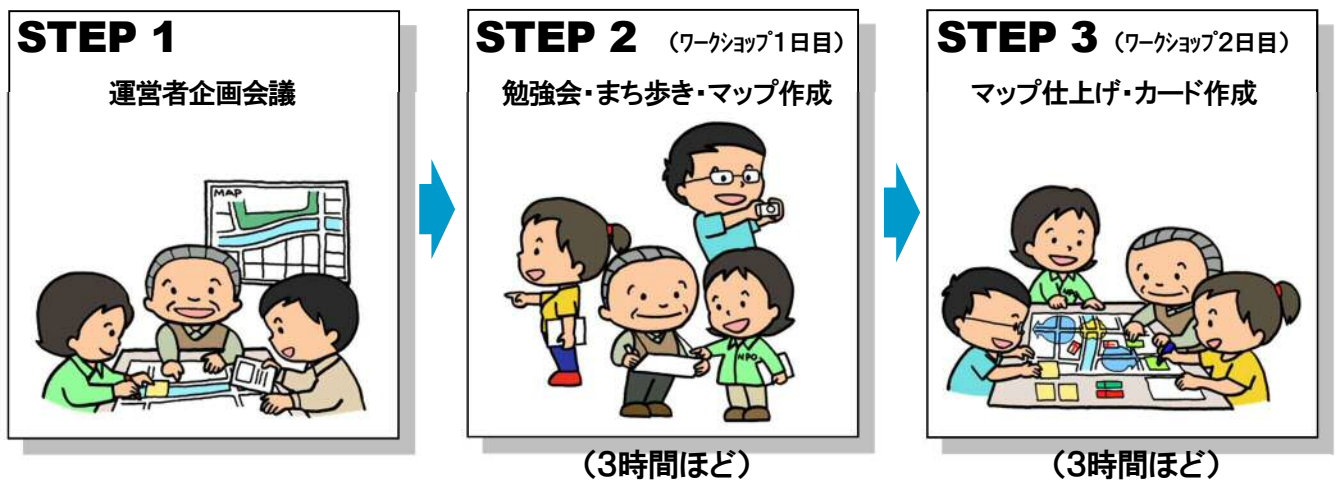 STEP 1
運営者企画会議
MAP
STEP 2 (ワークショップ1日目)
勉強会・まち歩き・マップ作成
NPO
(3時間ほど)
STEP 3 (ワークショップ2日目)
マップ仕上げ・カード作成
NPO
(3時間ほど)